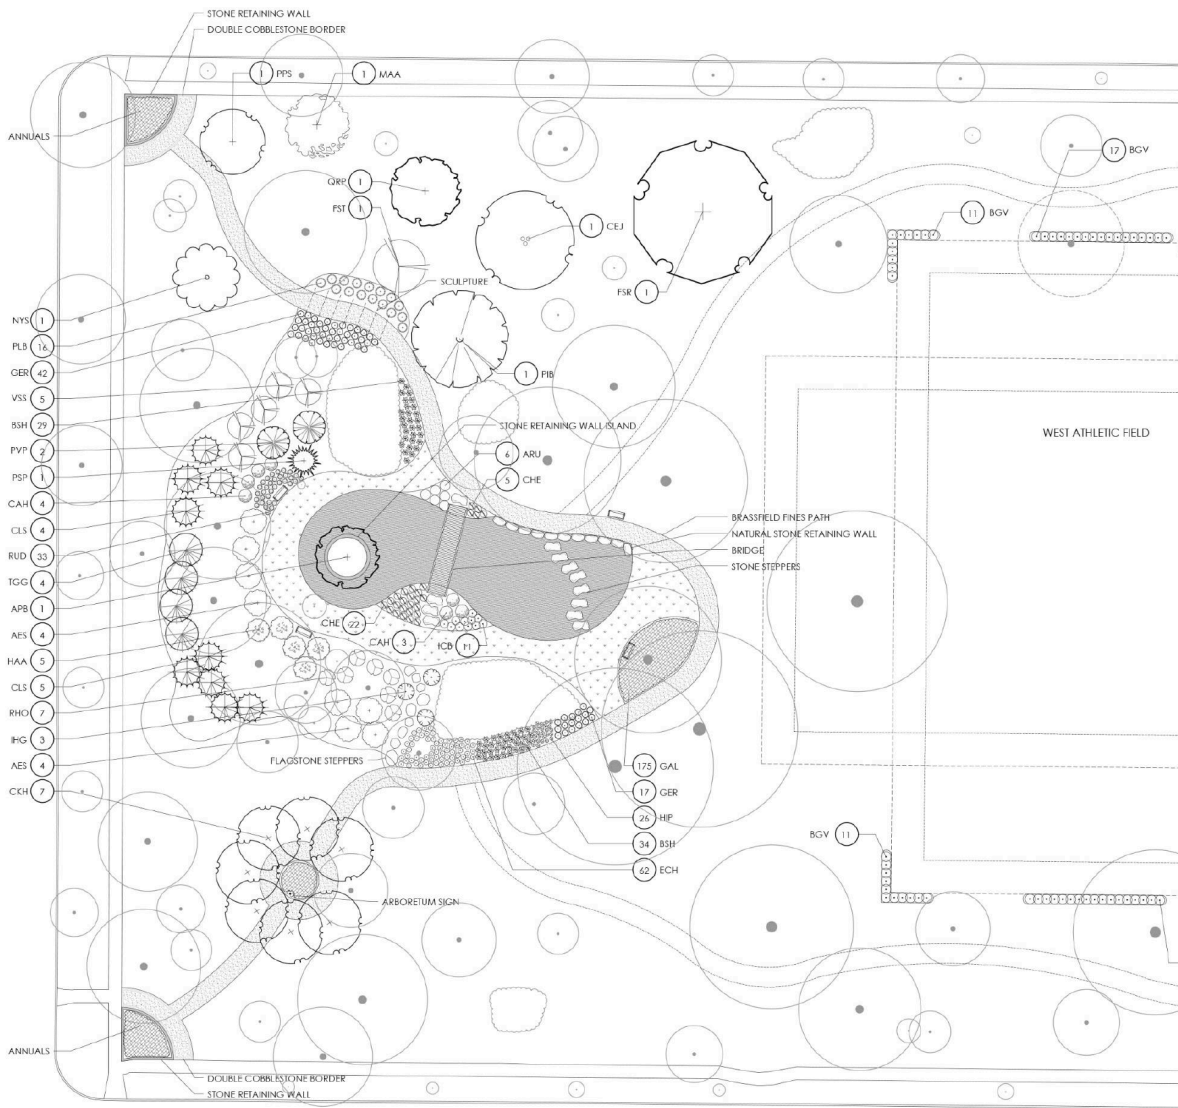 STONE RETAINING WALL
DOUBLE COBBLESTONE BORDER
1 PPS
1 MAA
ANNUALS
17 BGV
QRP 1
FST 1
11 BGV
1 CEJ
SCULPTURE
FSR 1
NYS 1
PLB 16
GER 42
1 PIB
VSS 5
BSH 29
STONE RETAINING WALL ISLAND
WEST ATHLETIC FIELD
PVP 2
6 ARU
PSP 1
5 CHE
CAH 4
BRASSFIELD FINES PATH
CLS 4
NATURAL STONE RETAINING WALL
BRIDGE
RUD 33
STONE STEPPERS
TGG 4
APB 1
CHE 22
AES 4
CAH 3
ICB 11
HAA 5
CLS 5
RHO 7
IHG 3
FLAGSTONE STEPPERS
AES 4
175 GAL
CKH 7
17 GER
26 HIP
BGV 11
34 BSH
62 ECH
ARBORETUM SIGN
ANNUALS
DOUBLE COBBLESTONE BORDER
STONE RETAINING WALL